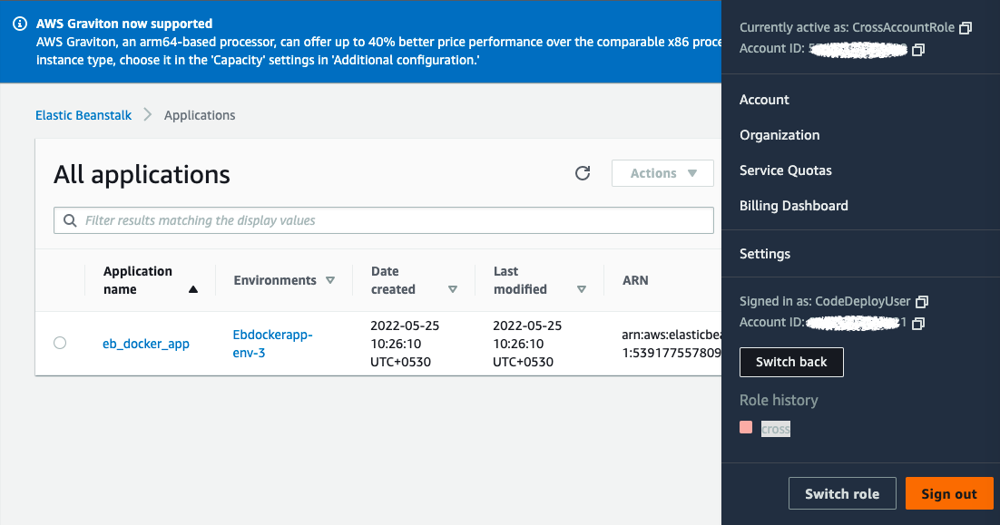 AWS Graviton now supported
AWS Graviton, an arm64-based processor, can offer up to 40% better price performance over the comparable x86
instance type, choose it in the 'Capacity' settings in 'Additional configuration.'
Elastic Beanstalk
Applications
All applications
Actions
Filter results matching the display values
Application
name
Environments
Date
created
Last
modified
ARN
eb_docker_app
Ebdockerapp-
env-3
2022-05-25
10:26:10
UTC+0530
2022-05-25
10:26:10
UTC+0530
arn:aws:elasticbea
1:539177557809
Currently active as: CrossAccountRole
Account ID:
Account
Organization
Service Quotas
Billing Dashboard
Settings
Signed in as: CodeDeployUser
Account ID:
Switch back
Role history
cross
Switch role
Sign out